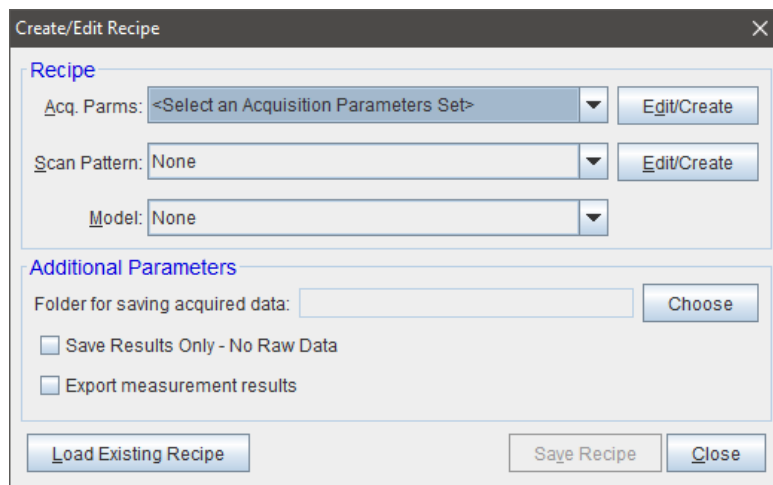 Create/Edit Recipe
Recipe
Acq. Parms: <Select an Acquisition Parameters Set> Edit/Create
Scan Pattern: None Edit/Create
Model: None
Additional Parameters
Folder for saving acquired data: Choose
Save Results Only - No Raw Data
Export measurement results
Load Existing Recipe Save Recipe Close